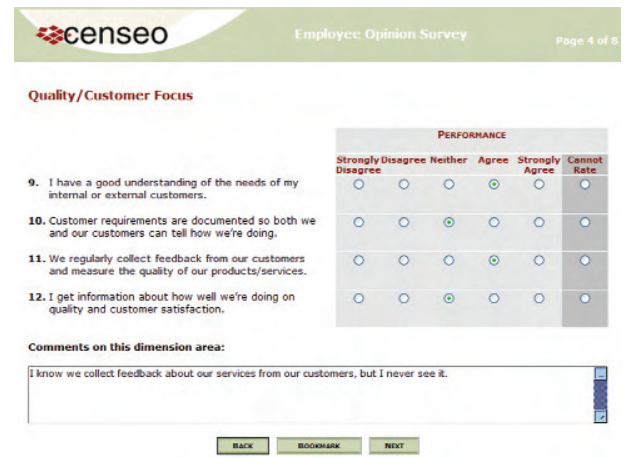 censeo
Employee Opinion Survey
Page 4 of 8
Quality/Customer Focus
PERFORMANCE
Strongly Disagree Neither Agree Strongly Cannot
Disagree Agree Rate
9. I have a good understanding of the needs of my
internal or external customers.
10. Customer requirements are documented so both we
and our customers can tell how we're doing.
11. We regularly collect feedback from our customers
and measure the quality of our products/services.
12. I get information about how well we're doing on
quality and customer satisfaction.
Comments on this dimension area:
I know we collect feedback about our services from our customers, but I never see it.
BACK BOOKMARK NEXT